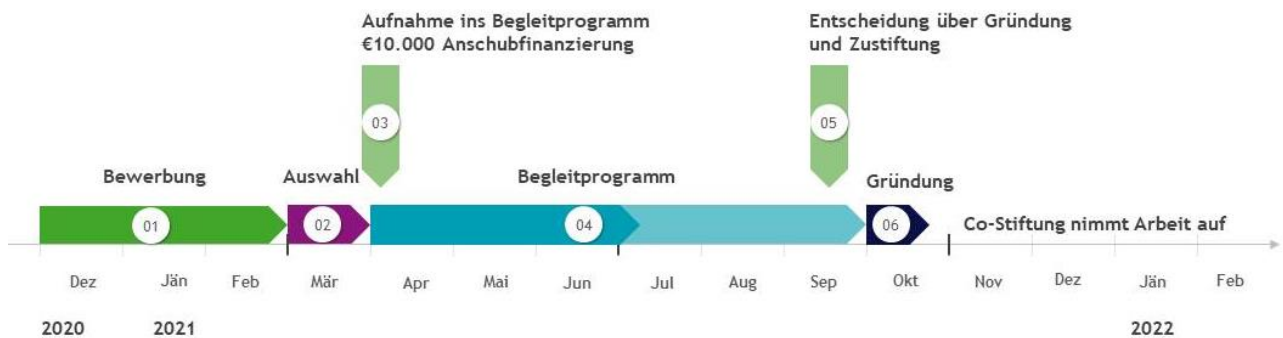 Aufnahme ins Begleitprogramm
€10.000 Anschubfinanzierung
Entscheidung über Gründung
und Zustiftung
03
05
Bewerbung
Auswahl
Begleitprogramm
Gründung
01
02
04
06
Co-Stiftung nimmt Arbeit auf
Dez
Jän
Feb
Mär
Apr
Mai
Jun
Jul
Aug
Sep
Okt
Nov
Dez
Jän
Feb
2020
2021
2022